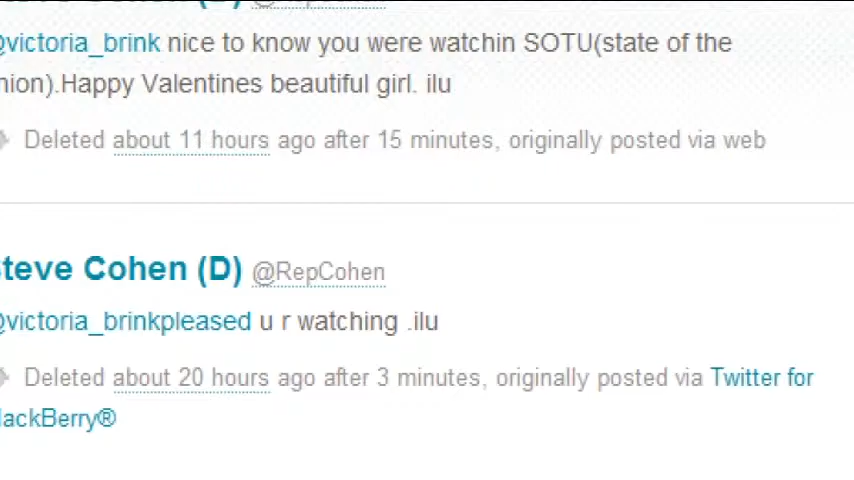 @victoria_brink nice to know you were watchin SOTU(state of the
nion).Happy Valentines beautiful girl. ilu
Deleted about 11 hours ago after 15 minutes, originally posted via web
teve Cohen (D) @RepCohen
@victoria_brinkpleased u r watching .ilu
Deleted about 20 hours ago after 3 minutes, originally posted via Twitter for
lackBerry®